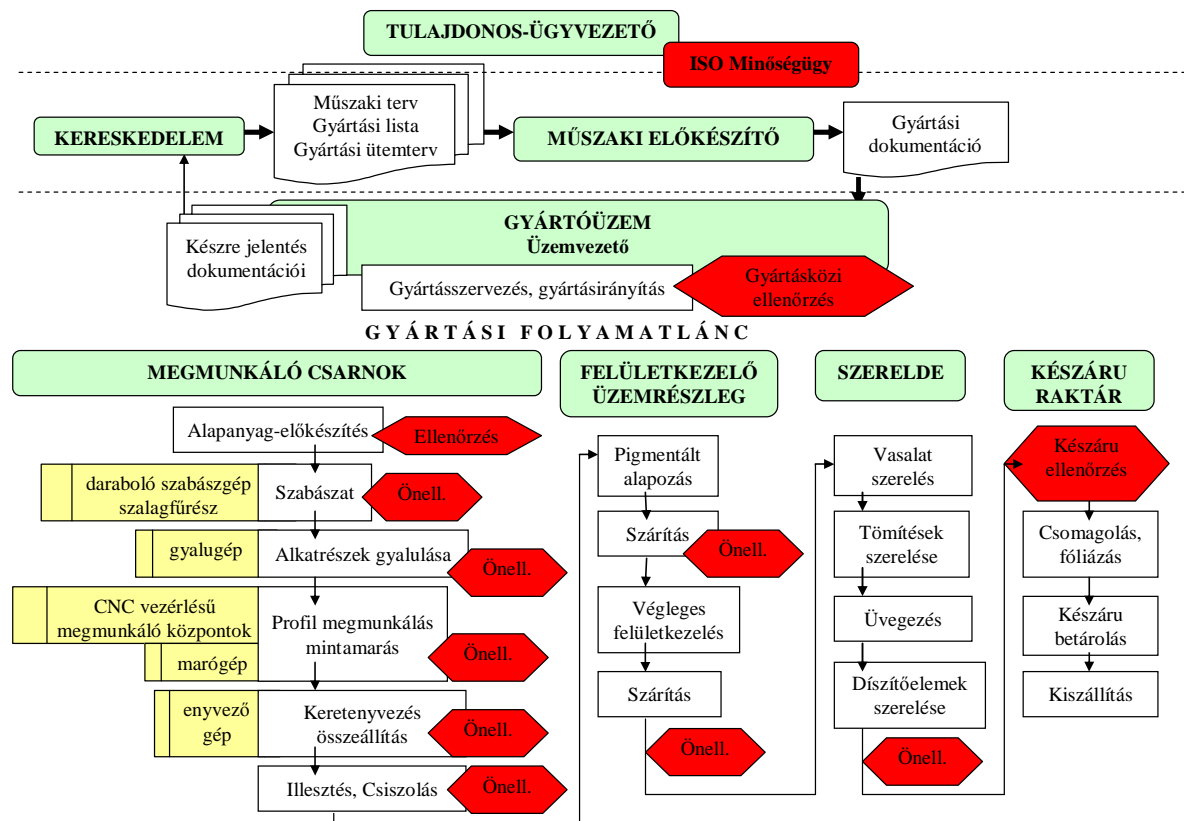 TULAJDONOS-ÜGYVEZETŐ
ISO Minőségügy
KERESKEDELEM
Műszaki terv
Gyártási lista
Gyártási ütemterv
MŰSZAKI ELŐKÉSZÍTŐ
Gyártási
dokumentáció
Készre jelentés
dokumentációi
GYÁRTÓÜZEM
Üzemvezető
Gyártásszervezés, gyártásirányítás
Gyártásközi
ellenőrzés
GYÁRTÁSI FOLYAMATLÁNC
MEGMUNKÁLÓ CSARNOK
Alapanyag-előkészítés
Ellenőrzés
daraboló szabászgép
szalagfűrész
Szabászat
Önell.
gyalugép
Alkatrészek gyalulása
Önell.
CNC vezérlésű
megmunkáló központok
marógép
Profil megmunkálás
mintamarás
Önell.
enyvező
gép
Keretenyvezés
összeállítás
Önell.
Illesztés, Csiszolás
Önell.
FELÜLETKEZELŐ
ÜZEMRÉSZLEG
Pigmentált
alapozás
Szárítás
Önell.
Végleges
felületkezelés
Szárítás
Önell.
SZERELDE
Vasalat
szerelés
Tömítések
szerelése
Üvegezés
Díszítőelemek
szerelése
Önell.
KÉSZÁRU
RAKTÁR
Készáru
ellenőrzés
Csomagolás,
fóliázás
Készáru
betárolás
Kiszállítás